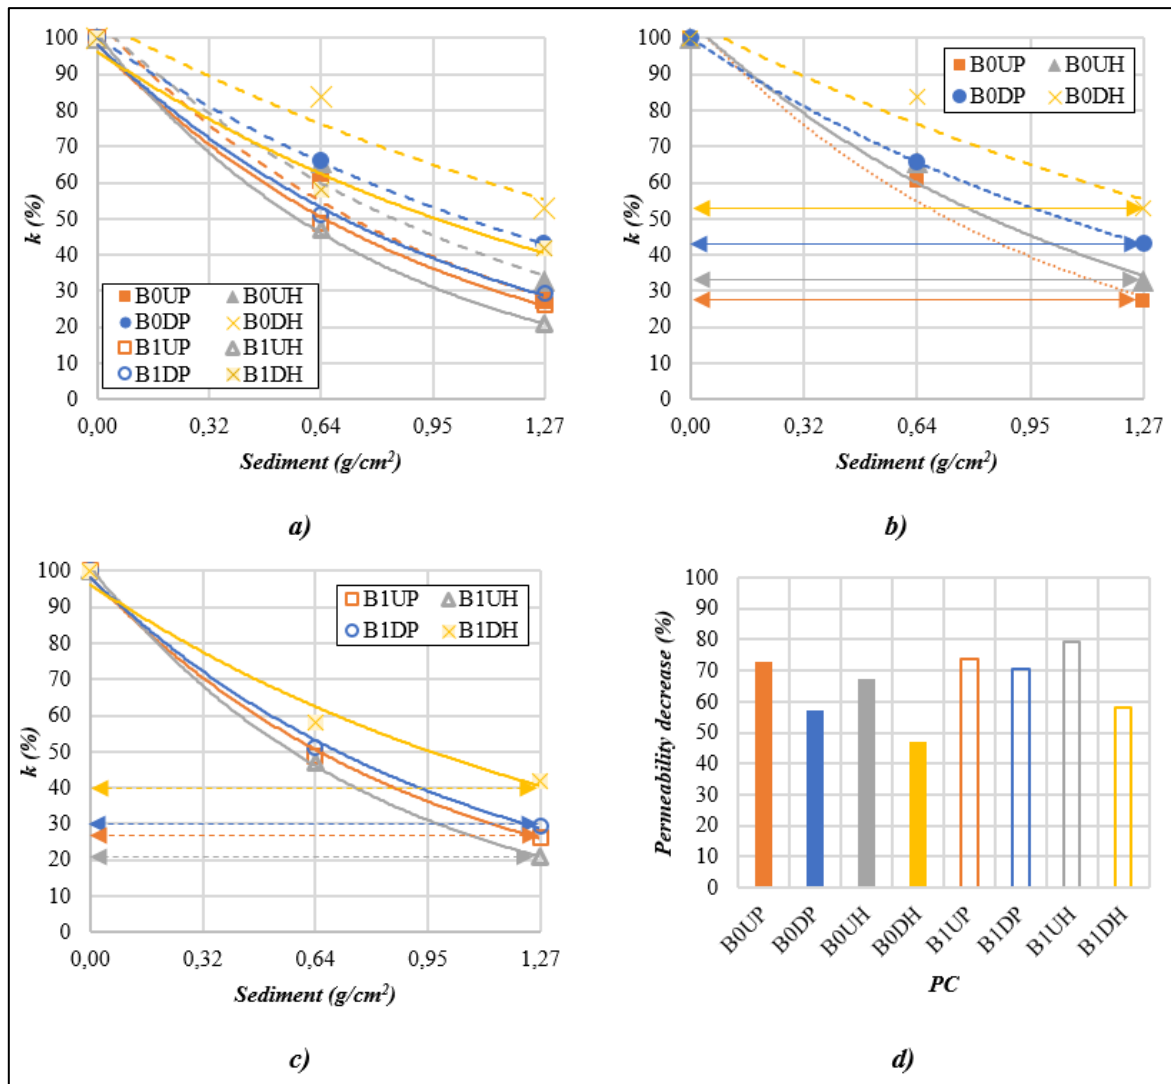 100
90
80
70
60
50
40
30
20
10
0
k (%)
B0UP B0UH
B0DP B0DH
B1UP B1UH
B1DP B1DH
0,00 0,32 0,64 0,95 1,27
Sediment (g/cm²)
a)
100
90
80
70
60
50
40
30
20
10
0
k (%)
B0UP B0UH
B0DP B0DH
0,00 0,32 0,64 0,95 1,27
Sediment (g/cm²)
b)
100
90
80
70
60
50
40
30
20
10
0
k (%)
B1UP B1UH
B1DP B1DH
0,00 0,32 0,64 0,95 1,27
Sediment (g/cm²)
c)
100
90
80
70
60
50
40
30
20
10
0
Permeability decrease (%)
B0UP B0DP B0UH B0DH B1UP B1DP B1UH B1DH
PC
d)